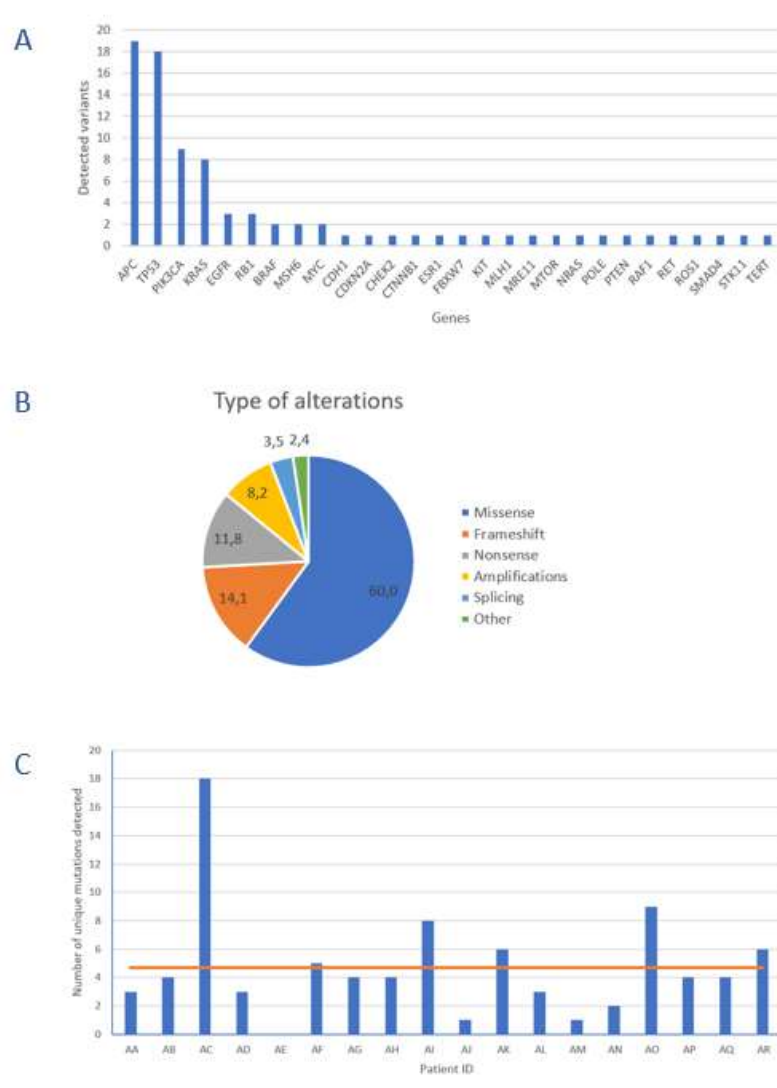 A
20
18
16
14
12
10
8
6
4
2
0
Detected variants
APC
TP53
PIK3CA
KRAS
EGFR
RB1
BRAF
MSH6
MYC
CDH1
CDKN2A
CHEK2
CTNNB1
ESR1
FBXW7
KIT
MLH1
MRE11
MTOR
NRAS
POLE
PTEN
RAF1
RET
ROS1
SMAD4
STK11
TERT
Genes
B
Type of alterations
3,5 2,4
8,2
11,8
14,1
60,0
Missense
Frameshift
Nonsense
Amplifications
Splicing
Other
C
20
18
16
14
12
10
8
6
4
2
0
Number of unique mutations detected
AA AB AC AD AE AF AG AH AI AJ AK AL AM AN AO AP AQ AR
Patient ID